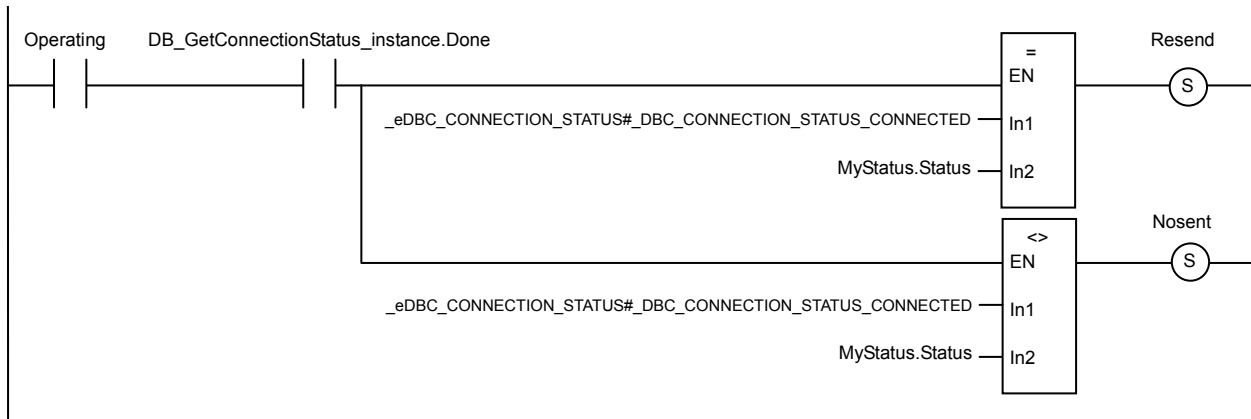 Operating DB_GetConnectionStatus_instance.Done Resend
=
EN
S
_eDBC_CONNECTION_STATUS#_DBC_CONNECTION_STATUS_CONNECTED In1
MyStatus.Status In2
Nosent
<>
EN
S
_eDBC_CONNECTION_STATUS#_DBC_CONNECTION_STATUS_CONNECTED In1
MyStatus.Status In2